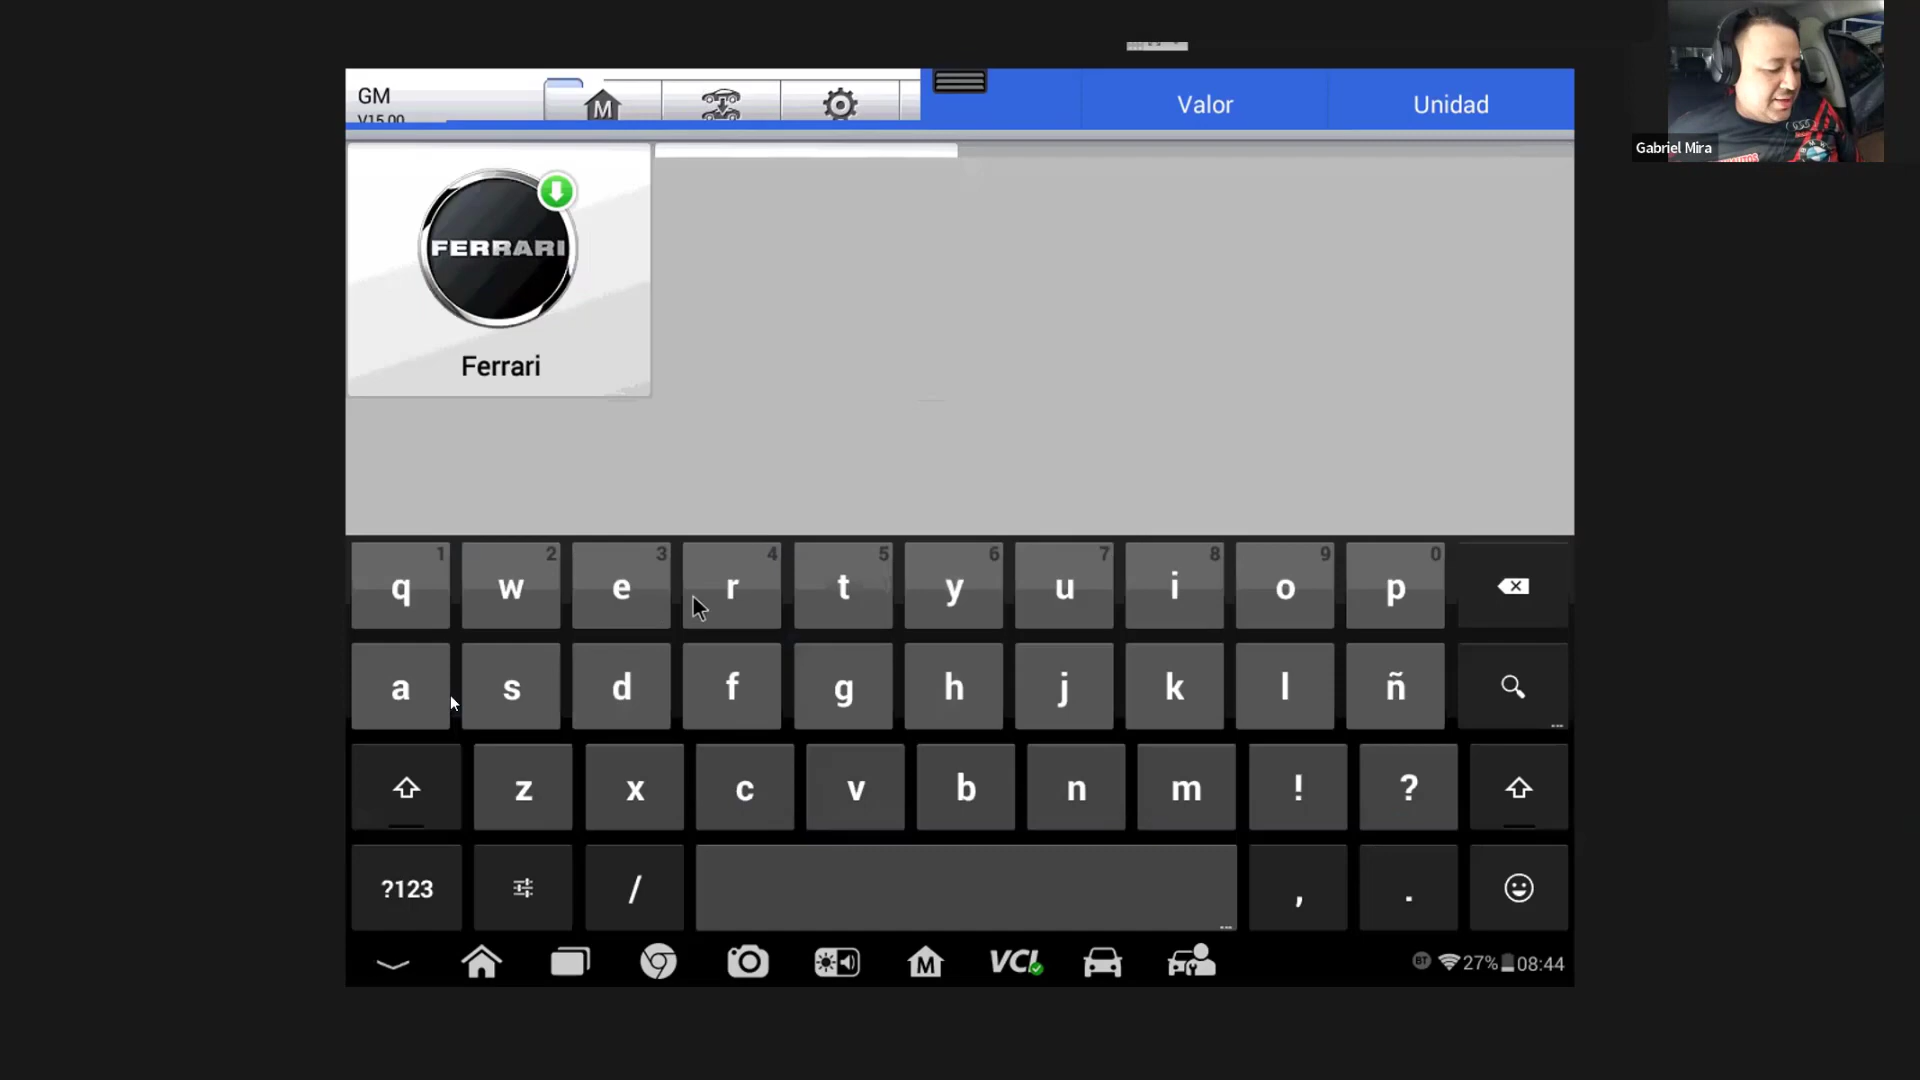 GM
V15.00
M
Valor
Unidad
Gabriel Mira
FERRARI
Ferrari
1 2 3 4 5 6 7 8 9 0
q w e r t y u i o p
a s d f g h j k l ñ
z x c v b n m ! ?
?123 / , .
M VCI BT 27% 08:44